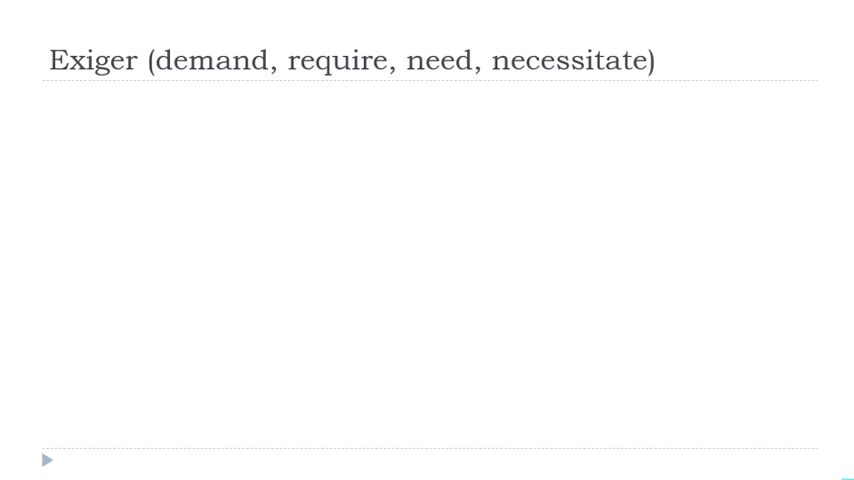 Exiger (demand, require, need, necessitate)